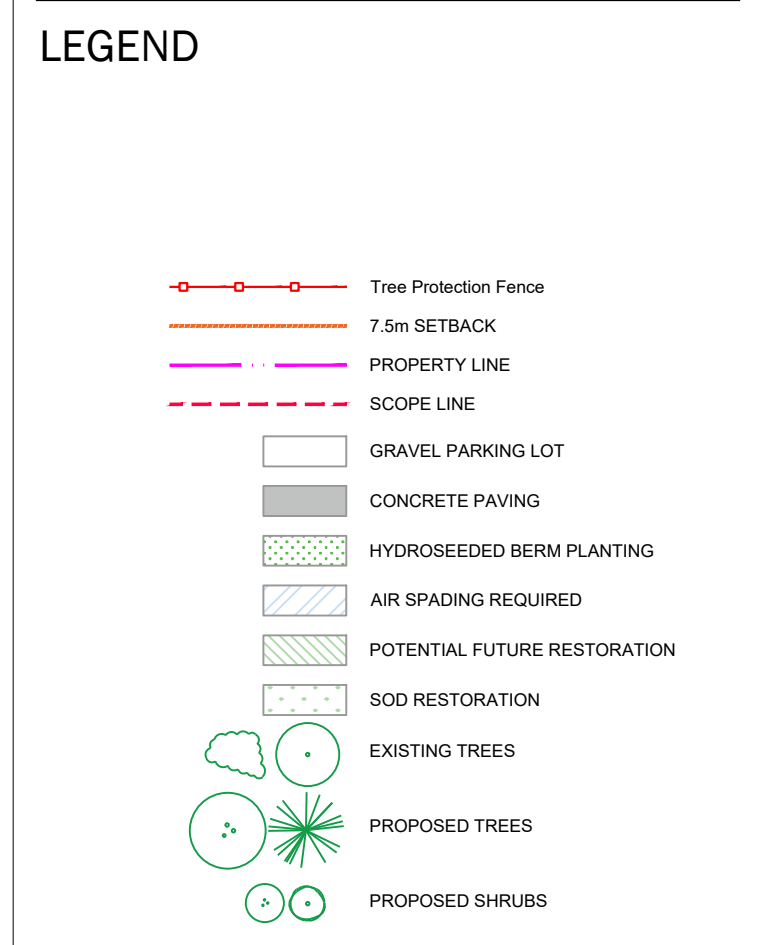 LEGEND
Tree Protection Fence
7.5m SETBACK
PROPERTY LINE
SCOPE LINE
GRAVEL PARKING LOT
CONCRETE PAVING
HYDROSEEDED BERM PLANTING
AIR SPADING REQUIRED
POTENTIAL FUTURE RESTORATION
SOD RESTORATION
EXISTING TREES
PROPOSED TREES
PROPOSED SHRUBS